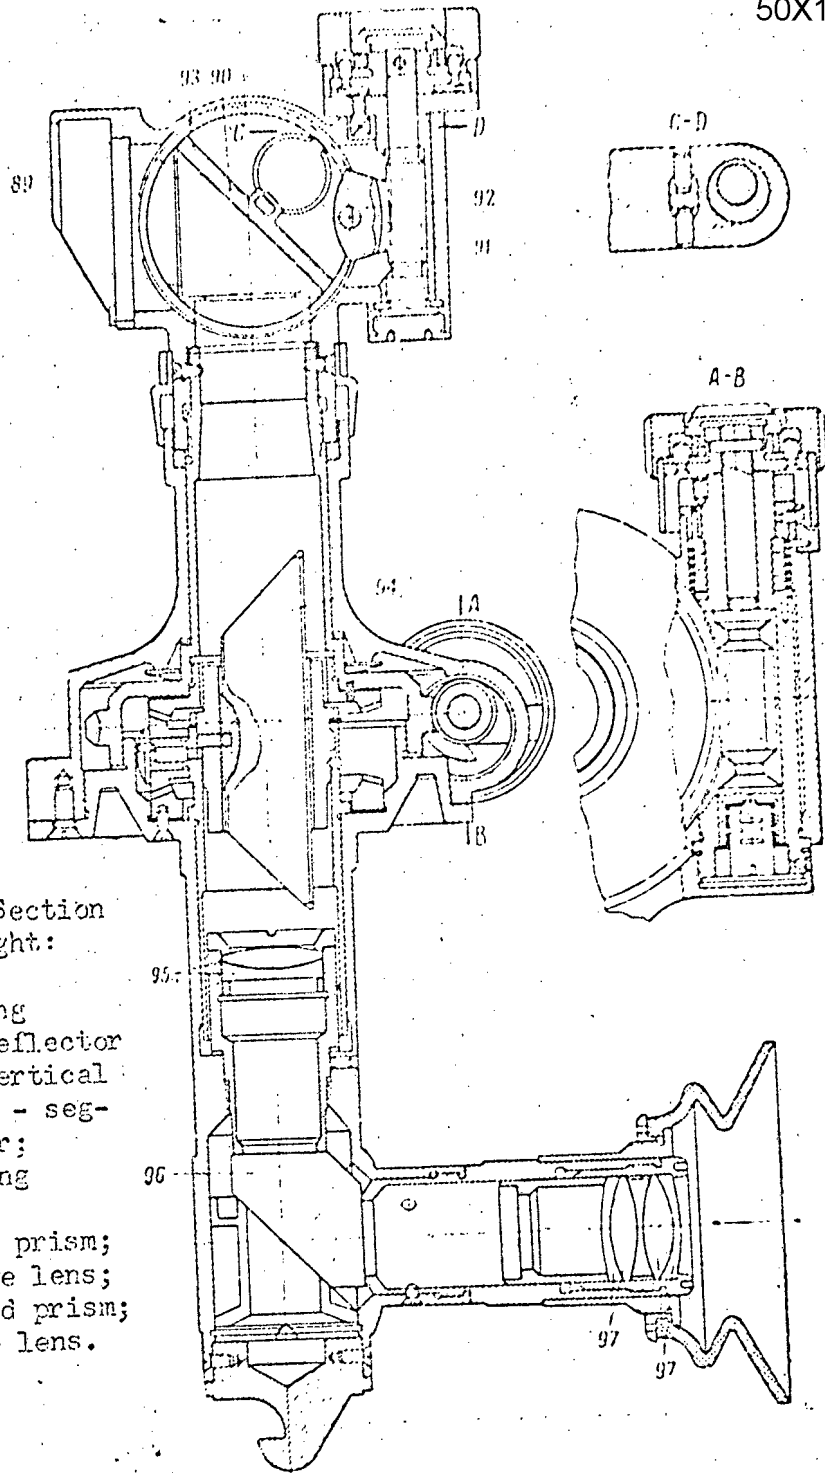 50X1
93 90
C D
C-D
89
92
91
A-B
94
A
B
Section
ght:
95
ng
eflector
ertical
- seg-
r;
96
ng
prism;
e lens;
d prism;
lens.
97 97